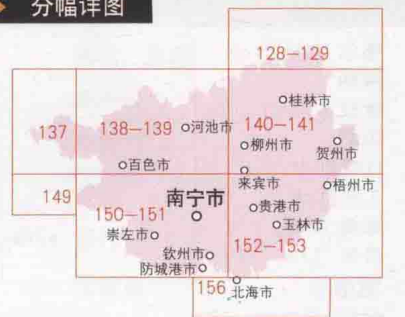 分幅详图
128—129
桂林市
137
138—139
河池市
140—141
柳州市
贺州市
百色市
来宾市
149
南宁市
梧州市
150—151
贵港市
崇左市
玉林市
钦州市
152—153
防城港市
156
北海市